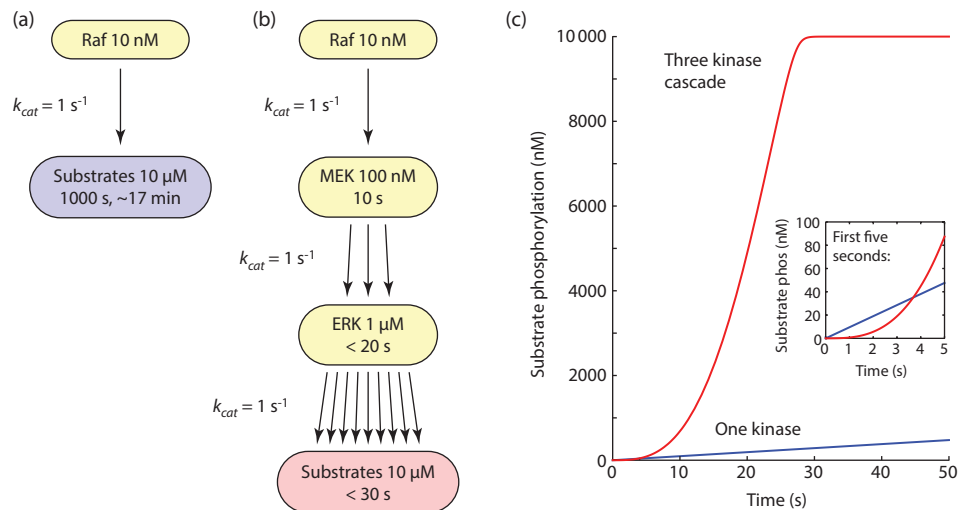 (a)
Raf 10 nM
k_cat = 1 s⁻¹
Substrates 10 µM
1000 s, ~17 min
(b)
Raf 10 nM
k_cat = 1 s⁻¹
MEK 100 nM
10 s
k_cat = 1 s⁻¹
ERK 1 µM
< 20 s
k_cat = 1 s⁻¹
Substrates 10 µM
< 30 s
(c)
Substrate phosphorylation (nM)
10 000
8000
6000
4000
2000
0
Three kinase
cascade
One kinase
0 10 20 30 40 50
Time (s)
Substrate phos (nM)
100
80
60
40
20
0
First five
seconds:
0 1 2 3 4 5
Time (s)